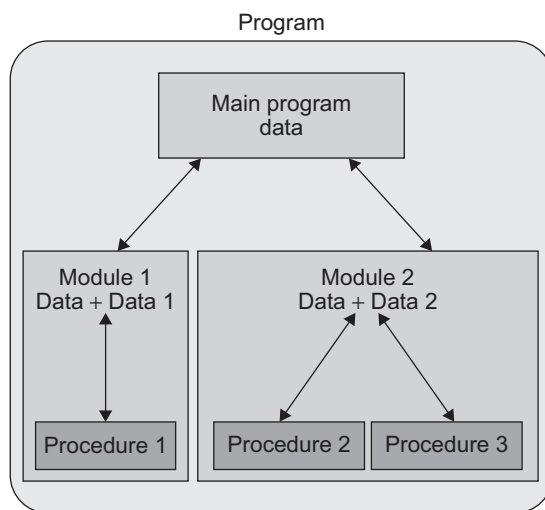 Program
Main program
data
Module 1
Data + Data 1
Module 2
Data + Data 2
Procedure 1
Procedure 2
Procedure 3